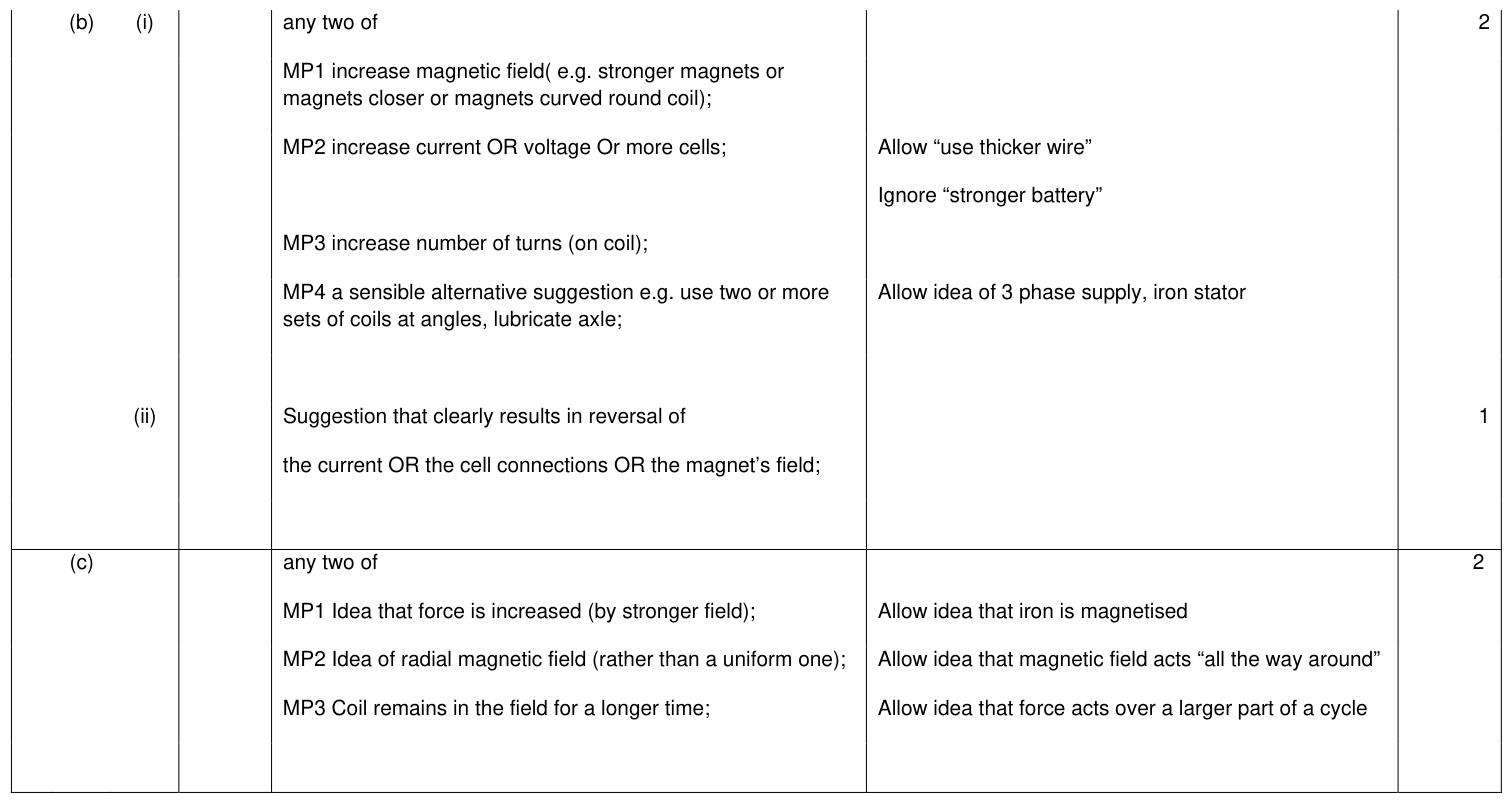 (b) (i) any two of 2
MP1 increase magnetic field( e.g. stronger magnets or
magnets closer or magnets curved round coil);
MP2 increase current OR voltage Or more cells; Allow “use thicker wire”
Ignore “stronger battery”
MP3 increase number of turns (on coil);
MP4 a sensible alternative suggestion e.g. use two or more Allow idea of 3 phase supply, iron stator
sets of coils at angles, lubricate axle;
(ii) Suggestion that clearly results in reversal of 1
the current OR the cell connections OR the magnet’s field;
(c) any two of 2
MP1 Idea that force is increased (by stronger field); Allow idea that iron is magnetised
MP2 Idea of radial magnetic field (rather than a uniform one); Allow idea that magnetic field acts “all the way around”
MP3 Coil remains in the field for a longer time; Allow idea that force acts over a larger part of a cycle